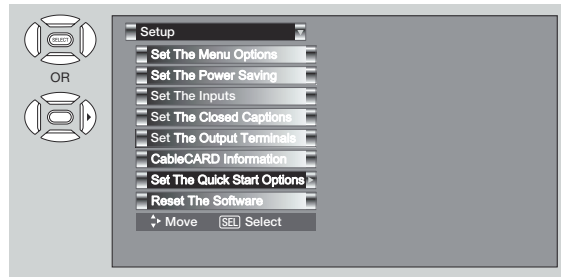 SELECT
OR
Setup
Set The Menu Options
Set The Power Saving
Set The Inputs
Set The Closed Captions
Set The Output Terminals
CableCARD Information
Set The Quick Start Options
Reset The Software
Move SEL Select